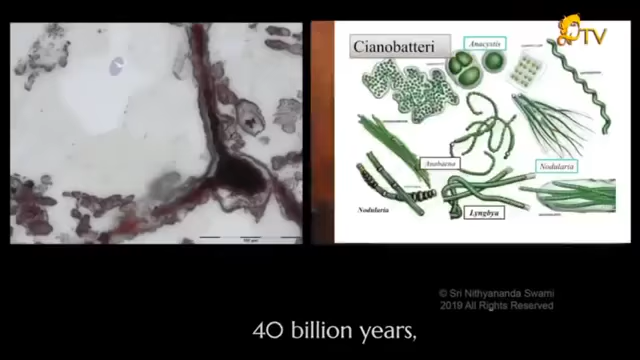 TV
Cianobatteri
Anacystis
Anabaena
Nodularia
Nodularia
Lyngbya
© Sri Nithyananda Swami
2019 All Rights Reserved
40 billion years,